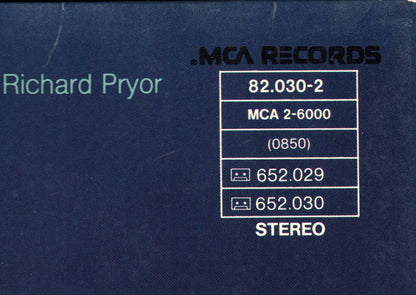 .MCA RECORDS
Richard Pryor
82.030-2
MCA 2-6000
(0850)
652.029
652.030
STEREO